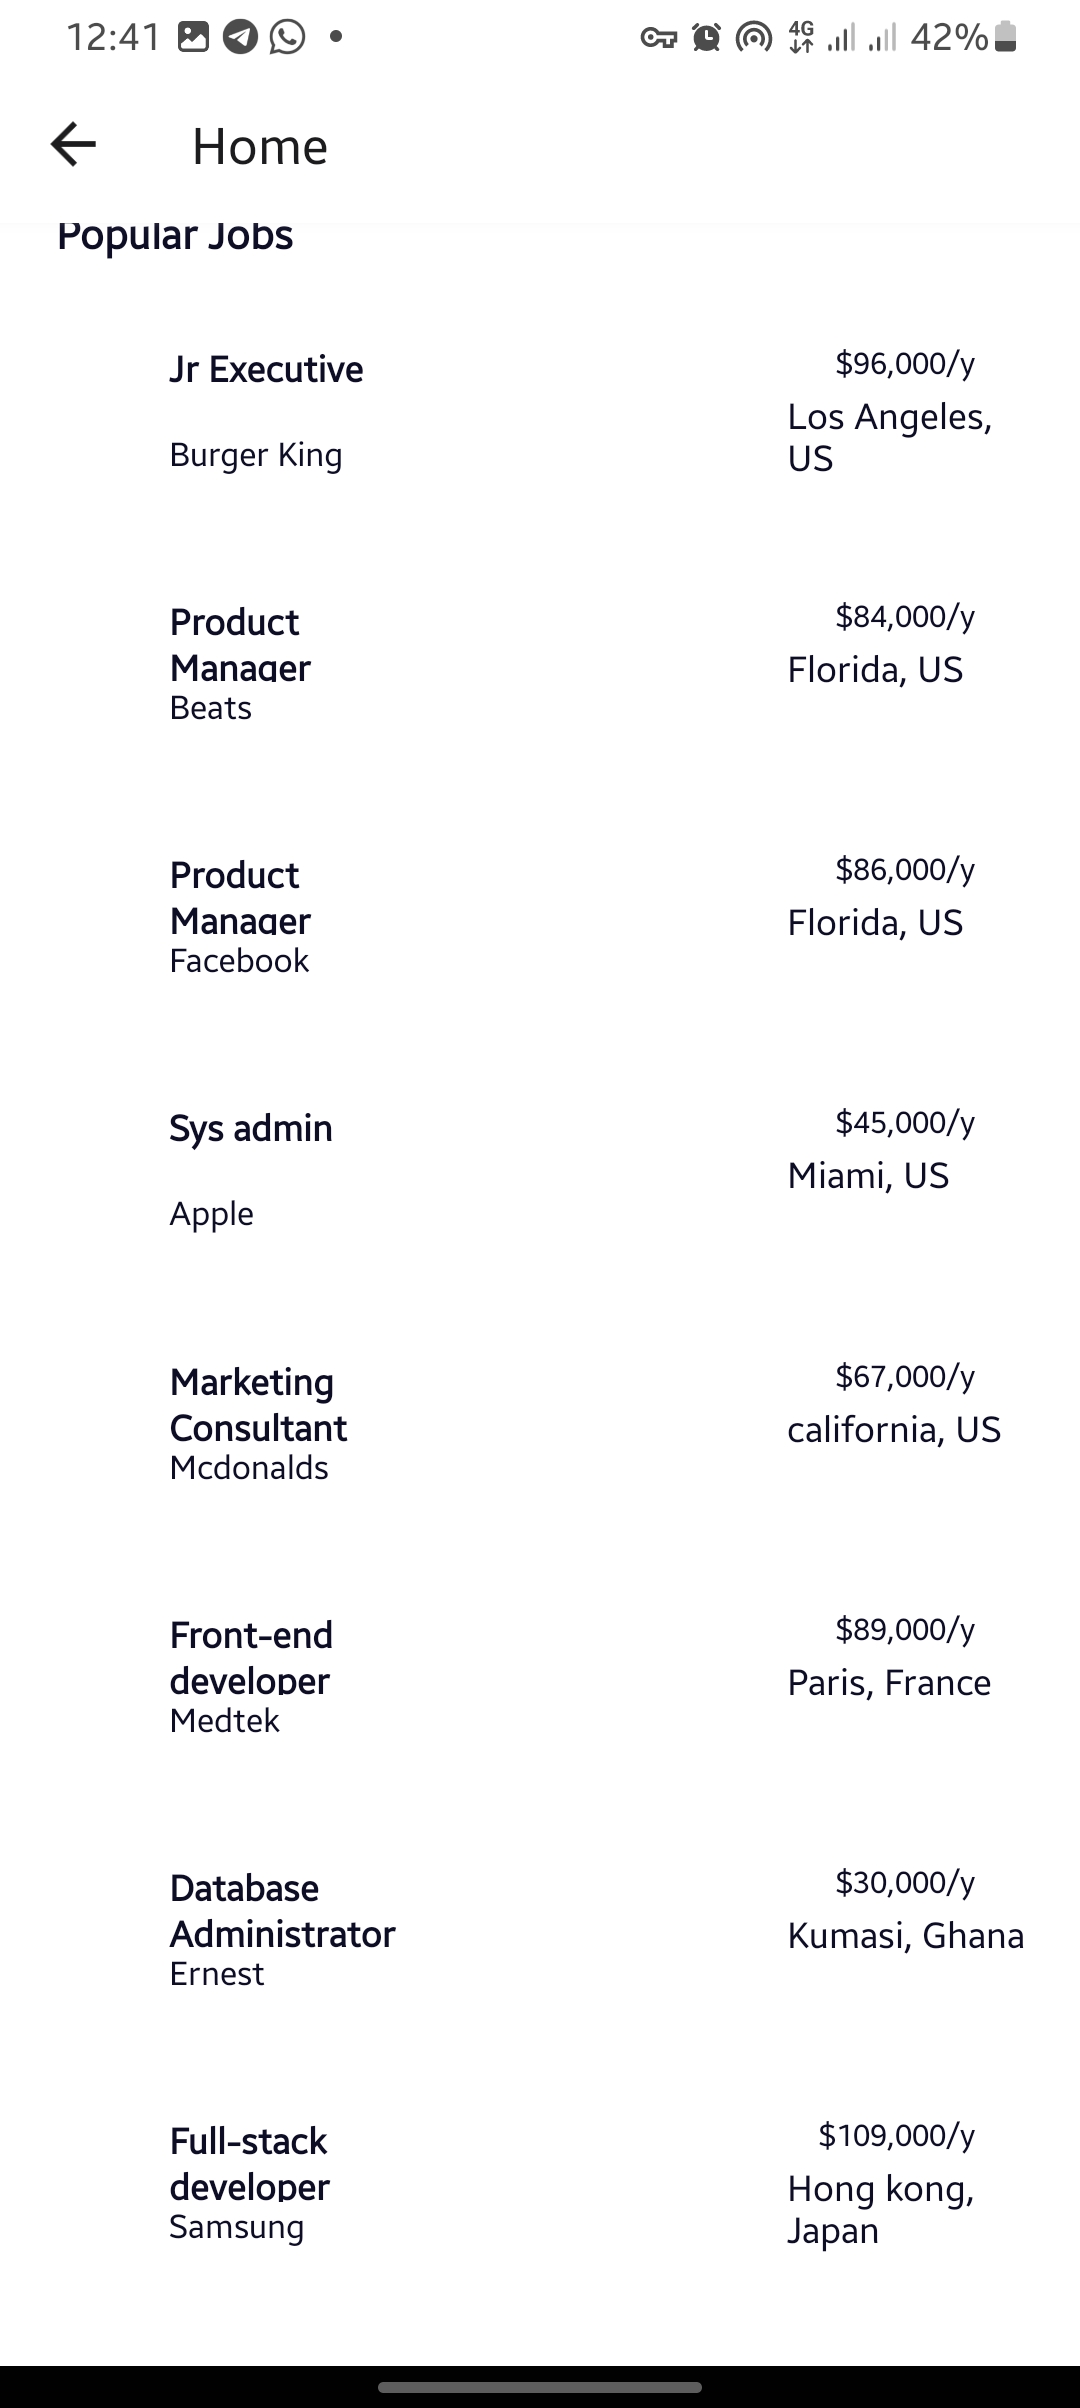 12:41
4G
42%
Home
Popular Jobs
Jr Executive
$96,000/y
Burger King
Los Angeles,
US
Product
Manager
$84,000/y
Beats
Florida, US
Product
Manager
$86,000/y
Facebook
Florida, US
Sys admin
$45,000/y
Apple
Miami, US
Marketing
Consultant
$67,000/y
Mcdonalds
california, US
Front-end
developer
$89,000/y
Medtek
Paris, France
Database
Administrator
$30,000/y
Ernest
Kumasi, Ghana
Full-stack
developer
$109,000/y
Samsung
Hong kong,
Japan